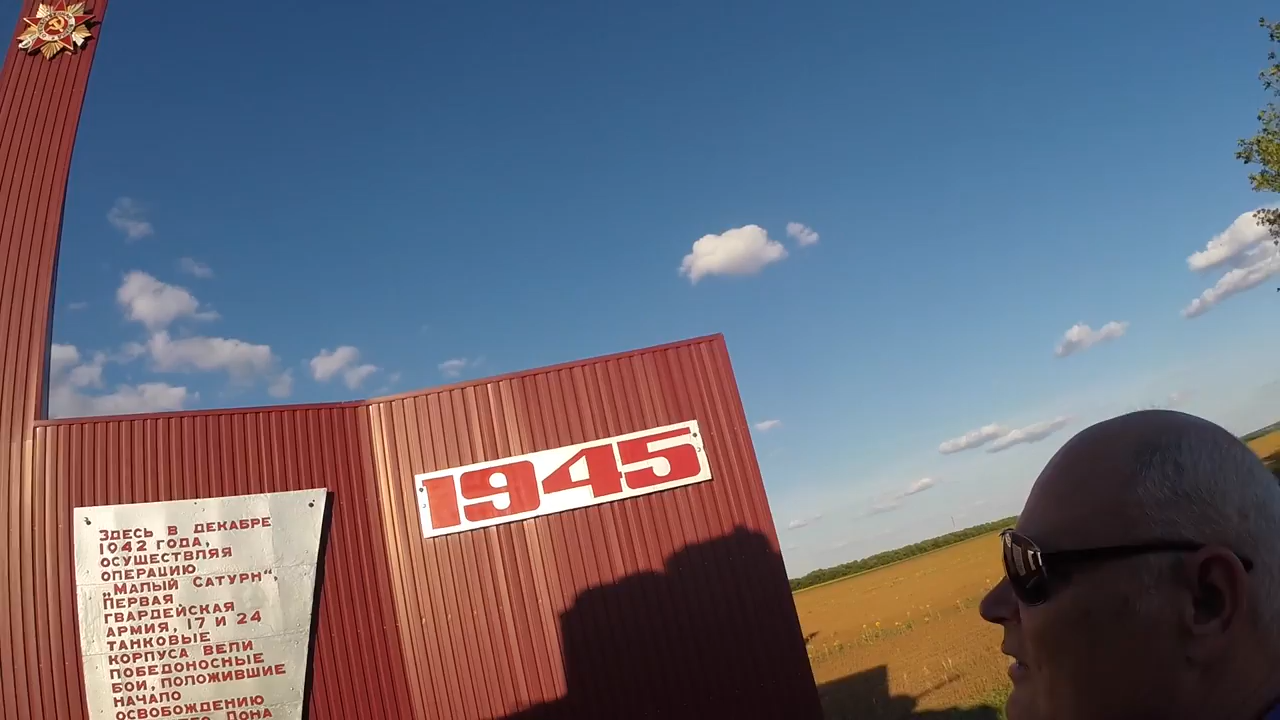 ЗДЕСЬ В ДЕКАБРЕ
1942 ГОДА,
ОСУЩЕСТВЛЯЯ
ОПЕРАЦИЮ
„МАЛЫЙ САТУРН",
ПЕРВАЯ
ГВАРДЕЙСКАЯ
АРМИЯ, 17 И 24
ТАНКОВЫЕ
КОРПУСА ВЕЛИ
ПОБЕДОНОСНЫЕ
БОИ, ПОЛОЖИВШИЕ
НАЧАЛО
ОСВОБОЖДЕНИЮ
ДОНА
1945